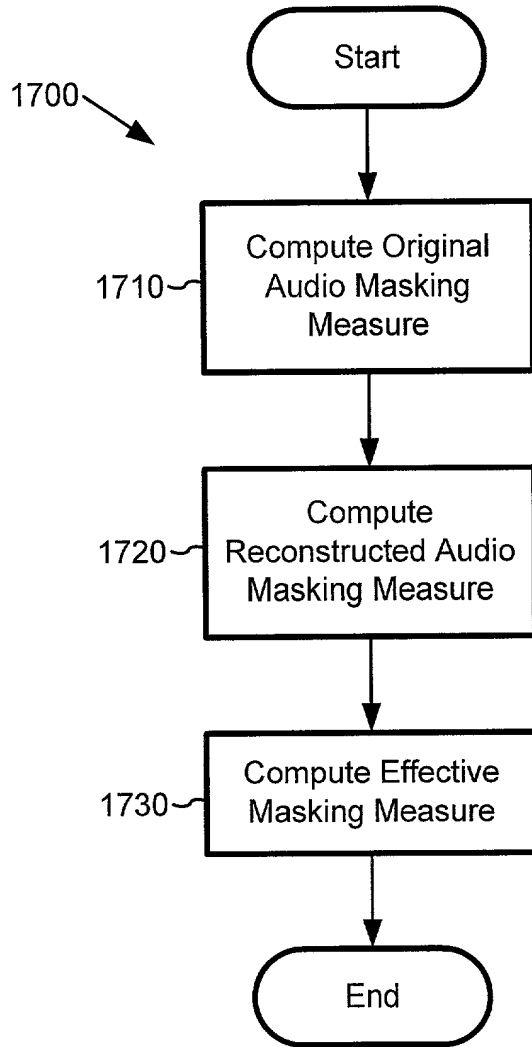 Start
1700
Compute Original
Audio Masking
Measure
1710
Compute
Reconstructed Audio
Masking Measure
1720
Compute Effective
Masking Measure
1730
End